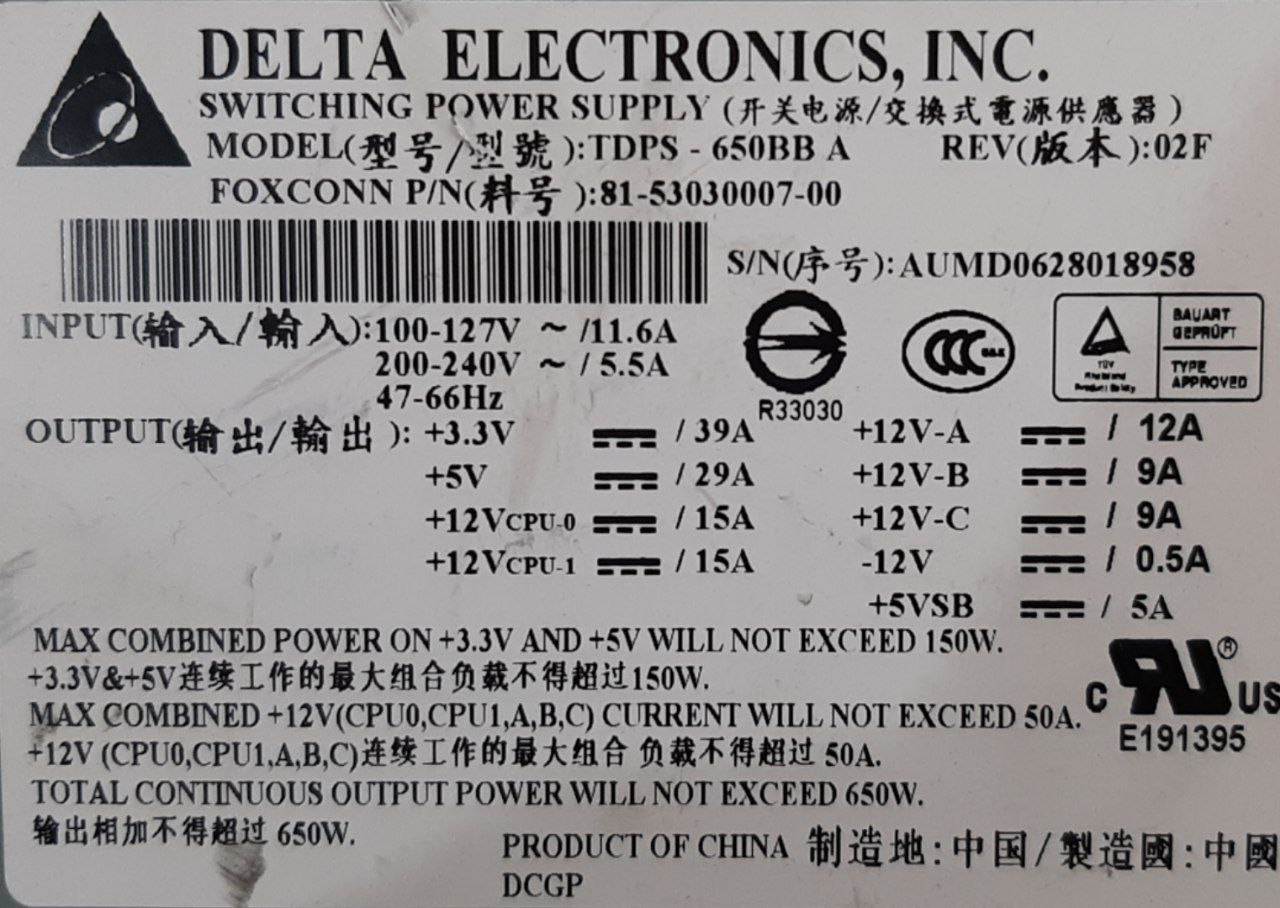 DELTA ELECTRONICS, INC.
SWITCHING POWER SUPPLY (开关电源/交換式電源供應器)
MODEL(型号/型號):TDPS - 650BB A REV(版本):02F
FOXCONN P/N(料号 ):81-53030007-00
S/N(序号):AUMD0628018958
INPUT(输入/輸入):100-127V ~ /11.6A
200-240V ~ / 5.5A
47-66Hz
R33030
CCC
TÜV
Rheinland
Product Safety
BAUART
GEPRÜFT
TYPE
APPROVED
OUTPUT(输出/輸出 ): +3.3V / 39A +12V-A / 12A
+5V / 29A +12V-B / 9A
+12VCPU-0 / 15A +12V-C / 9A
+12VCPU-1 / 15A -12V / 0.5A
+5VSB / 5A
MAX COMBINED POWER ON +3.3V AND +5V WILL NOT EXCEED 150W.
+3.3V&+5V连续工作的最大组合负载不得超过150W.
MAX COMBINED +12V(CPU0,CPU1,A,B,C) CURRENT WILL NOT EXCEED 50A.
+12V (CPU0,CPU1,A,B,C)连续工作的最大组合 负载不得超过 50A.
C RU ® US
E191395
TOTAL CONTINUOUS OUTPUT POWER WILL NOT EXCEED 650W.
输出相加不得超过 650W.
PRODUCT OF CHINA 制造地:中国/製造國:中國
DCGP